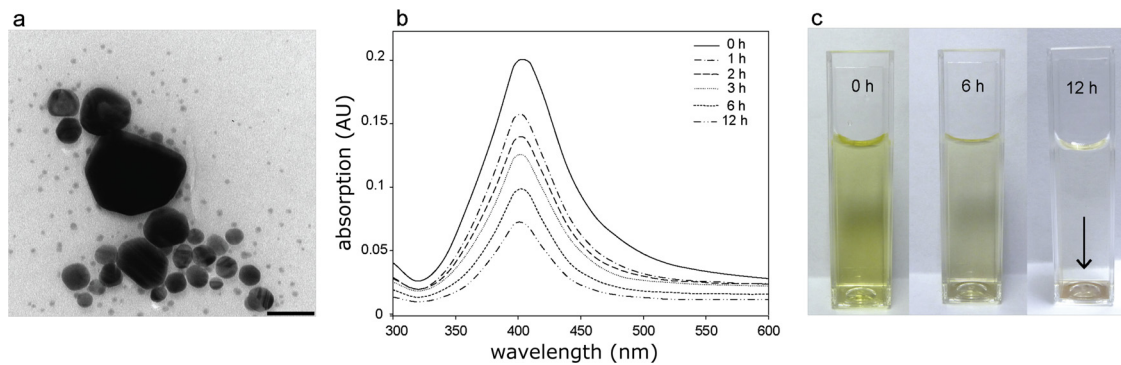 a
b
c
absorption (AU)
0.2
0.15
0.1
0.05
0
300
350
400
450
500
550
600
wavelength (nm)
0 h
1 h
2 h
3 h
6 h
12 h
0 h
6 h
12 h